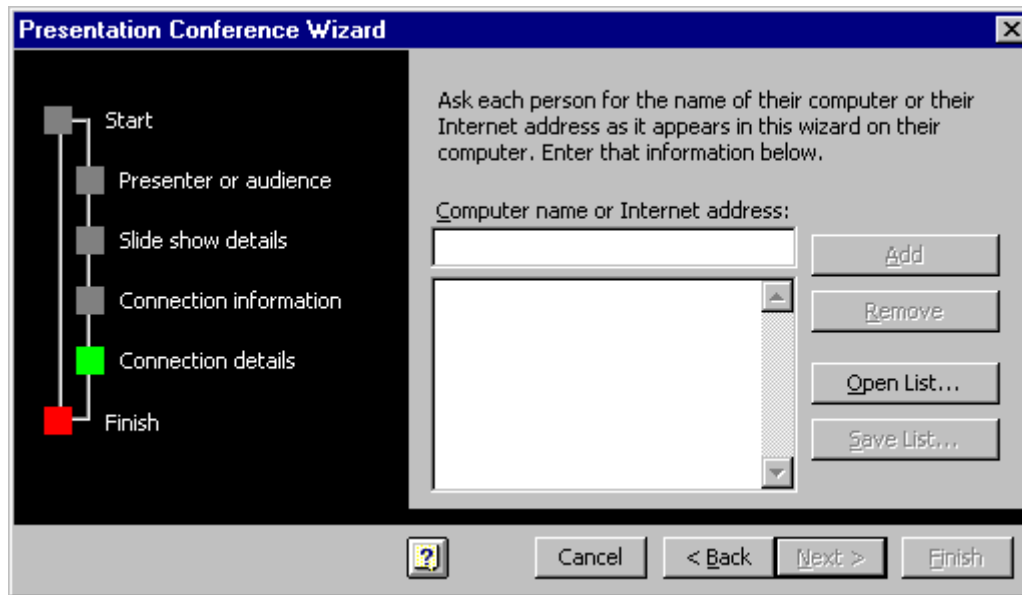 Presentation Conference Wizard
Start
Presenter or audience
Slide show details
Connection information
Connection details
Finish
Ask each person for the name of their computer or their
Internet address as it appears in this wizard on their
computer. Enter that information below.
Computer name or Internet address:
Add
Remove
Open List...
Save List...
?
Cancel
< Back
Next >
Finish